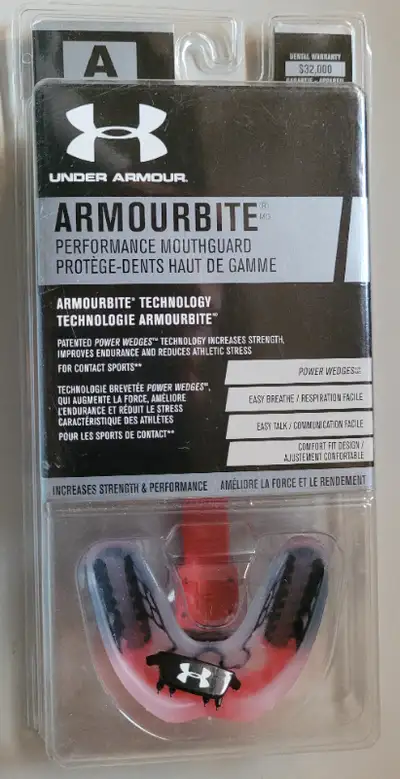 A
DENTAL WARRANTY
$32,000
UNDER ARMOUR
ARMOURBITE® MD
PERFORMANCE MOUTHGUARD
PROTÈGE-DENTS HAUT DE GAMME
ARMOURBITE® TECHNOLOGY
TECHNOLOGIE ARMOURBITE
PATENTED POWER WEDGES™ TECHNOLOGY INCREASES STRENGTH,
IMPROVES ENDURANCE AND REDUCES ATHLETIC STRESS
FOR CONTACT SPORTS**
TECHNOLOGIE BREVETÉE POWER WEDGES™,
QUI AUGMENTE LA FORCE, AMÉLIORE
L'ENDURANCE ET RÉDUIT LE STRESS
CARACTÉRISTIQUE DES ATHLÈTES
POUR LES SPORTS DE CONTACT**
POWER WEDGES
EASY BREATHE / RESPIRATION FACILE
EASY TALK / COMMUNICATION FACILE
COMFORT FIT DESIGN /
AJUSTEMENT CONFORTABLE
INCREASES STRENGTH & PERFORMANCE AMÉLIORE LA FORCE ET LE RENDEMENT